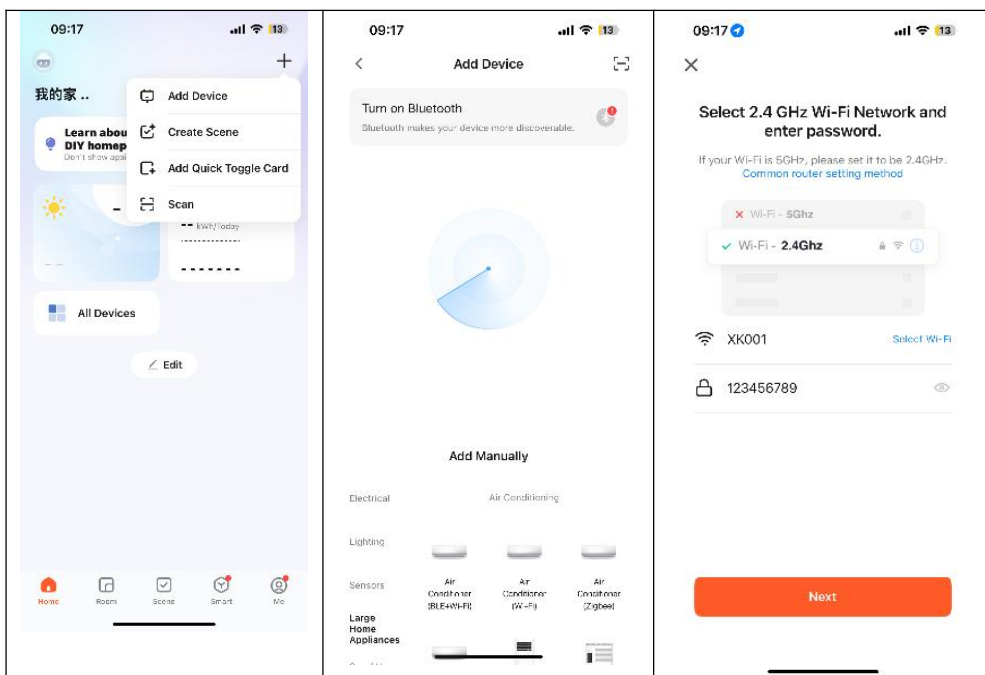 09:17
13
我的家 ..
Add Device
Create Scene
Add Quick Toggle Card
Scan
Learn abou
DIY homep
Don't show agai
-
-- kWh/Today
All Devices
Edit
Home
Room
Scene
Smart
Me
09:17
13
Add Device
Turn on Bluetooth
Bluetooth makes your device more discoverable.
Add Manually
Electrical
Air Conditioning
Lighting
Sensors
Large
Home
Appliances
Air
Conditioner
(BLE+Wi-Fi)
Air
Conditioner
(Wi-Fi)
Air
Conditioner
(Zigbee)
09:17
13
Select 2.4 GHz Wi-Fi Network and
enter password.
If your Wi-Fi is 5GHz, please set it to be 2.4GHz.
Common router setting method
Wi-Fi - 5Ghz
Wi-Fi - 2.4Ghz
XK001
Select Wi-Fi
123456789
Next